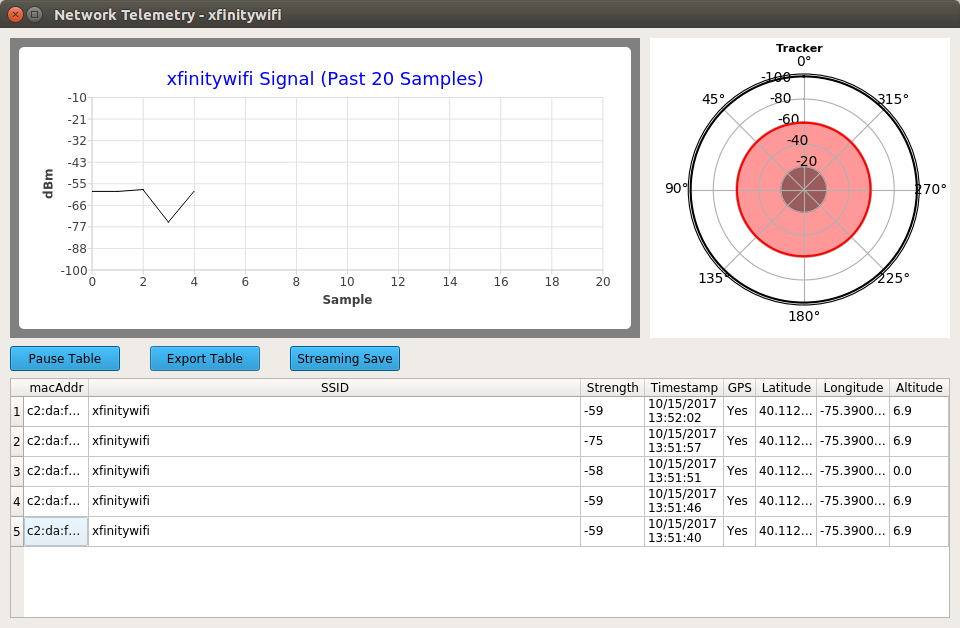 Network Telemetry - xfinitywifi
xfinitywifi Signal (Past 20 Samples)
-10
-21
-32
-43
-55
-66
-77
-88
-100
dBm
0 2 4 6 8 10 12 14 16 18 20
Sample
Tracker
0°
45°
315°
90°
270°
135°
225°
180°
-100
-80
-60
-40
-20
Pause Table Export Table Streaming Save
macAddr SSID Strength Timestamp GPS Latitude Longitude Altitude
1 c2:da:f... xfinitywifi -59 10/15/2017 13:52:02 Yes 40.112... -75.3900... 6.9
2 c2:da:f... xfinitywifi -75 10/15/2017 13:51:57 Yes 40.112... -75.3900... 6.9
3 c2:da:f... xfinitywifi -58 10/15/2017 13:51:51 Yes 40.112... -75.3900... 0.0
4 c2:da:f... xfinitywifi -59 10/15/2017 13:51:46 Yes 40.112... -75.3900... 6.9
5 c2:da:f... xfinitywifi -59 10/15/2017 13:51:40 Yes 40.112... -75.3900... 6.9